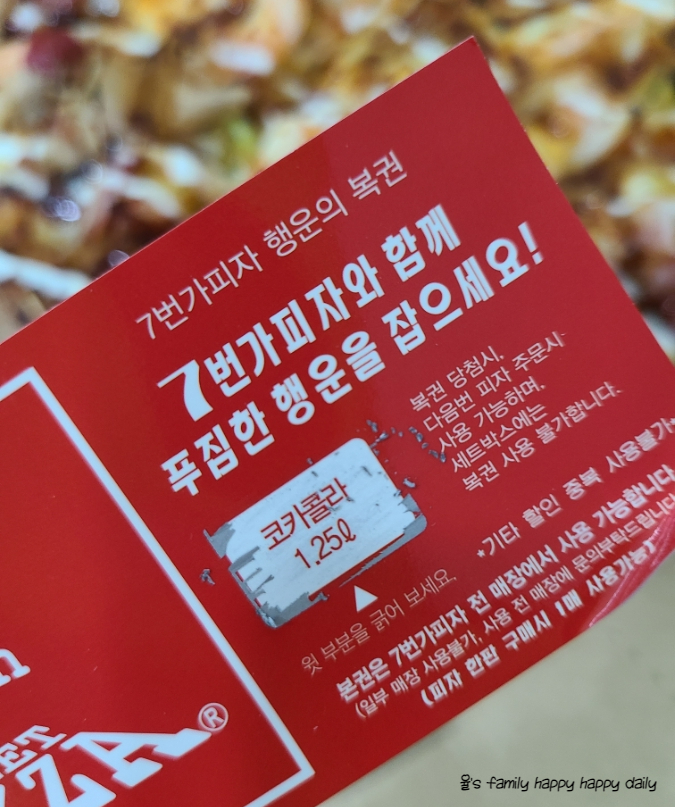 7번가피자 행운의 복권
7번가피자와 함께
푸짐한 행운을 잡으세요!
복권 당첨시,
다음번 피자 주문시
사용 가능하며,
세트박스에는
복권 사용 불가합니다.
코카콜라
1.25ℓ
윗 부분을 긁어 보세요.
*기타 할인 중복 사용불가
본권은 7번가피자 전 매장에서 사용 가능합니다.
(일부 매장 사용불가, 사용 전 매장에 문의부탁드립니다
(피자 한판 구매시 1매 사용가능)
n
ET
ZZA®
율's family happy happy daily